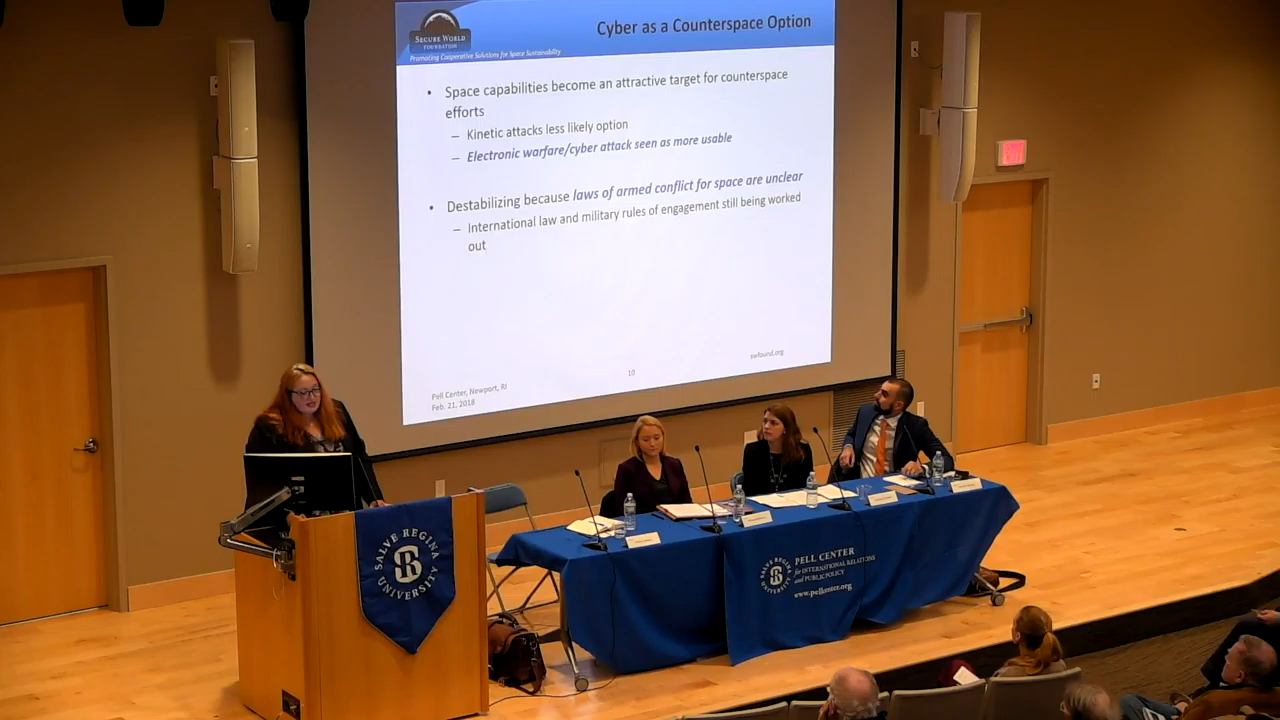 SECURE WORLD
FOUNDATION
Promoting Cooperative Solutions for Space Sustainability
Cyber as a Counterspace Option
• Space capabilities become an attractive target for counterspace
efforts
– Kinetic attacks less likely option
– Electronic warfare/cyber attack seen as more usable
• Destabilizing because laws of armed conflict for space are unclear
– International law and military rules of engagement still being worked
out
swfound.org
10
Pell Center, Newport, RI
Feb. 21, 2018
SALVE REGINA
UNIVERSITY
SALVE REGINA
UNIVERSITY
PELL CENTER
for INTERNATIONAL RELATIONS
and PUBLIC POLICY
www.pellcenter.org